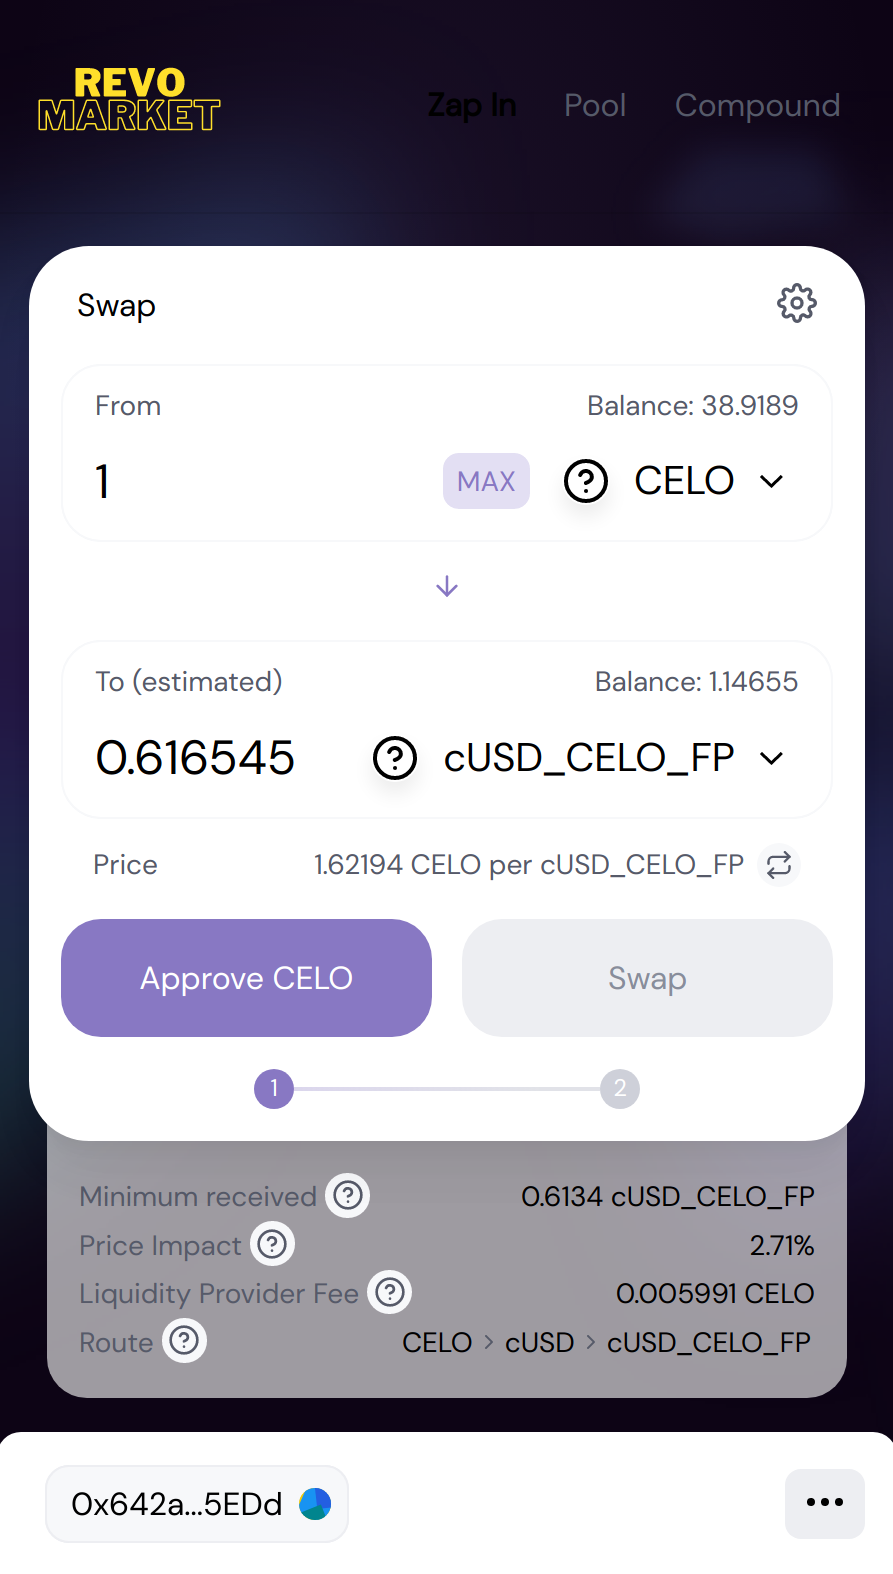 REVO
MARKET
Zap In Pool Compound
Swap
From Balance: 38.9189
1 MAX CELO
To (estimated) Balance: 1.14655
0.616545 cUSD_CELO_FP
Price 1.62194 CELO per cUSD_CELO_FP
Approve CELO Swap
1 2
Minimum received 0.6134 cUSD_CELO_FP
Price Impact 2.71%
Liquidity Provider Fee 0.005991 CELO
Route CELO > cUSD > cUSD_CELO_FP
0x642a...5EDd